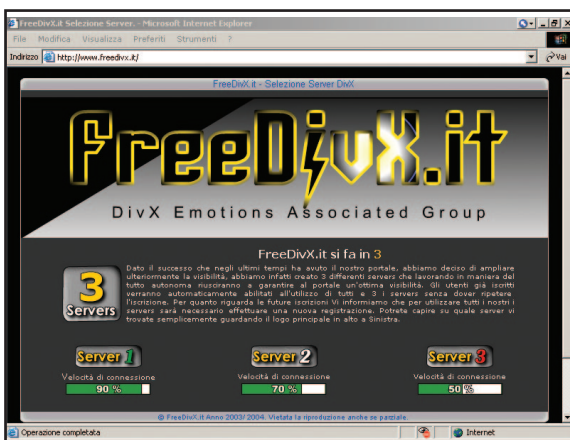 FreeDivX.it Selezione Server. - Microsoft Internet Explorer
File Modifica Visualizza Preferiti Strumenti ?
Indirizzo http://www.freedivx.it/ Vai
FreeDivX.it - Selezione Server DivX
FreeDivX.it
DivX Emotions Associated Group
FreeDivX.it si fa in 3
3 Servers
Dato il successo che negli ultimi tempi ha avuto il nostro portale, abbiamo deciso di ampliare
ulteriormente la visibilità, abbiamo infatti creato 3 differenti servers che lavorando in maniera del
tutto autonoma riusciranno a garantire al portale un'ottima visibilità. Gli utenti già iscritti
verranno automaticamente abilitati all'utilizzo di tutti e 3 i servers senza dover ripetere
l'iscrizione. Per quanto riguarda le future iscrizioni Vi informiamo che per utilizzare tutti i nostri
servers sarà necessario effettuare una nuova registrazione. Potrete capire su quale server vi
trovate semplicemente guardando il logo principale in alto a Sinistra.
Server 1 Server 2 Server 3
Velocità di connessione Velocità di connessione Velocità di connessione
90 % 70 % 50 %
@ FreeDivX.it Anno 2003/ 2004. Vietata la riproduzione anche se parziale.
Operazione completata Internet